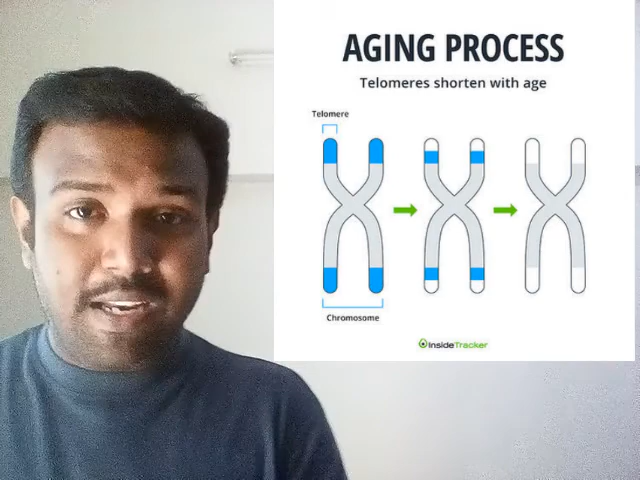 AGING PROCESS
Telomeres shorten with age
Telomere
Chromosome
InsideTracker